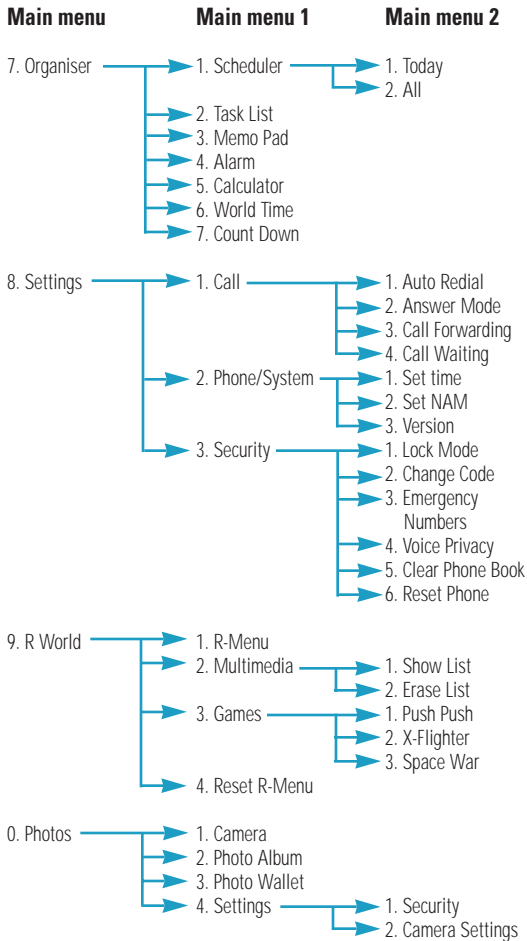 Main menu Main menu 1 Main menu 2
7. Organiser 1. Scheduler 1. Today
2. All
2. Task List
3. Memo Pad
4. Alarm
5. Calculator
6. World Time
7. Count Down
8. Settings 1. Call 1. Auto Redial
2. Answer Mode
3. Call Forwarding
4. Call Waiting
2. Phone/System 1. Set time
2. Set NAM
3. Version
3. Security 1. Lock Mode
2. Change Code
3. Emergency
Numbers
4. Voice Privacy
5. Clear Phone Book
6. Reset Phone
9. R World 1. R-Menu
2. Multimedia 1. Show List
2. Erase List
3. Games 1. Push Push
2. X-Flighter
3. Space War
4. Reset R-Menu
0. Photos 1. Camera
2. Photo Album
3. Photo Wallet
4. Settings 1. Security
2. Camera Settings